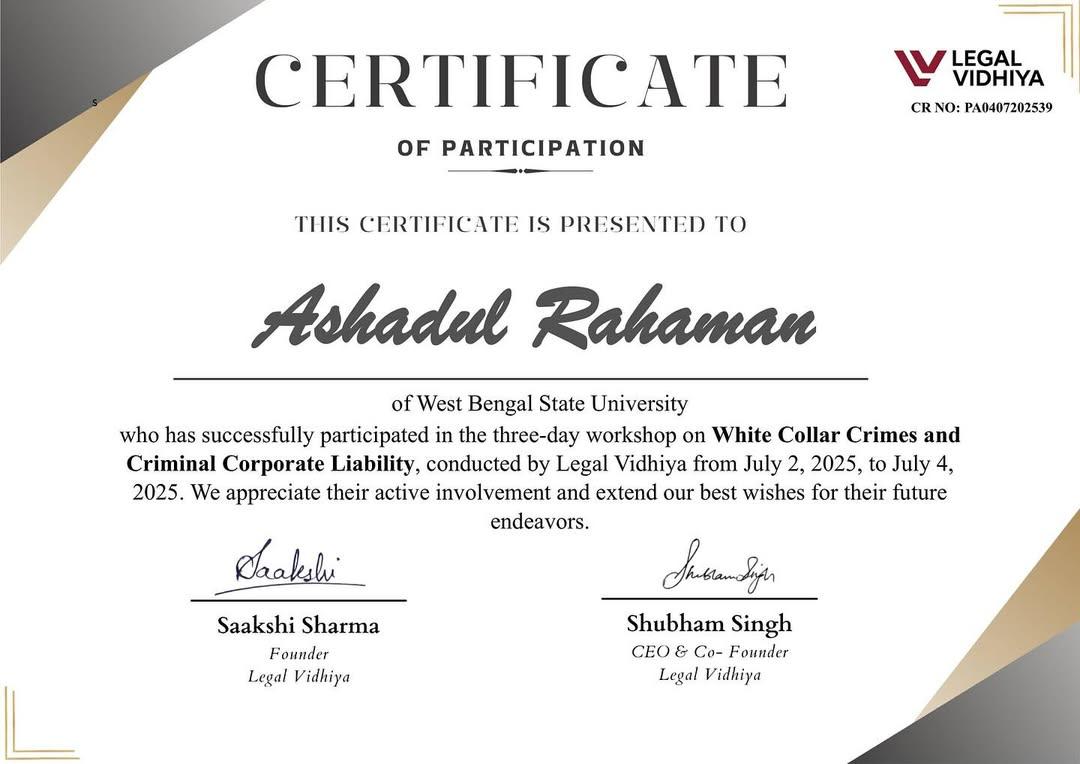 CERTIFICATE
LEGAL
VIDHIYA
CR NO: PA0407202539
s
OF PARTICIPATION
THIS CERTIFICATE IS PRESENTED TO
Ashadul Rahaman
of West Bengal State University
who has successfully participated in the three-day workshop on White Collar Crimes and
Criminal Corporate Liability, conducted by Legal Vidhiya from July 2, 2025, to July 4,
2025. We appreciate their active involvement and extend our best wishes for their future
endeavors.
Saakshi
Shubham Singh
Saakshi Sharma
Shubham Singh
Founder
CEO & Co- Founder
Legal Vidhiya
Legal Vidhiya